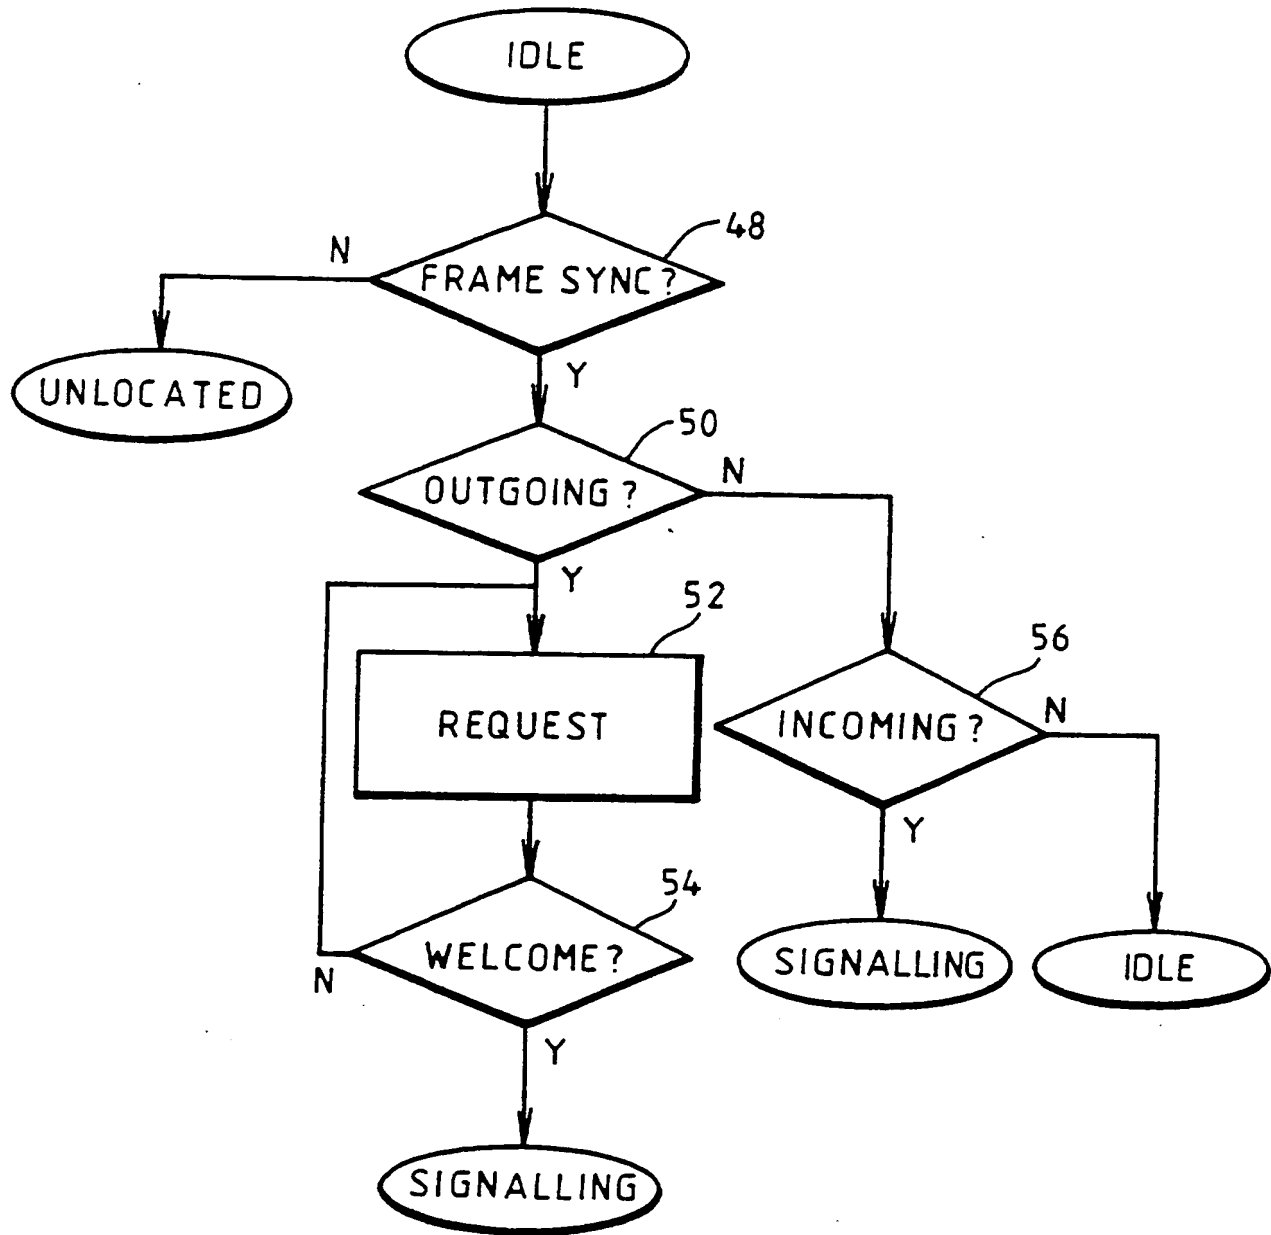 IDLE
48
N
FRAME SYNC?
Y
UNLOCATED
50
N
OUTGOING?
Y
52
56
REQUEST
INCOMING?
N
Y
54
WELCOME?
N
SIGNALLING
IDLE
Y
SIGNALLING